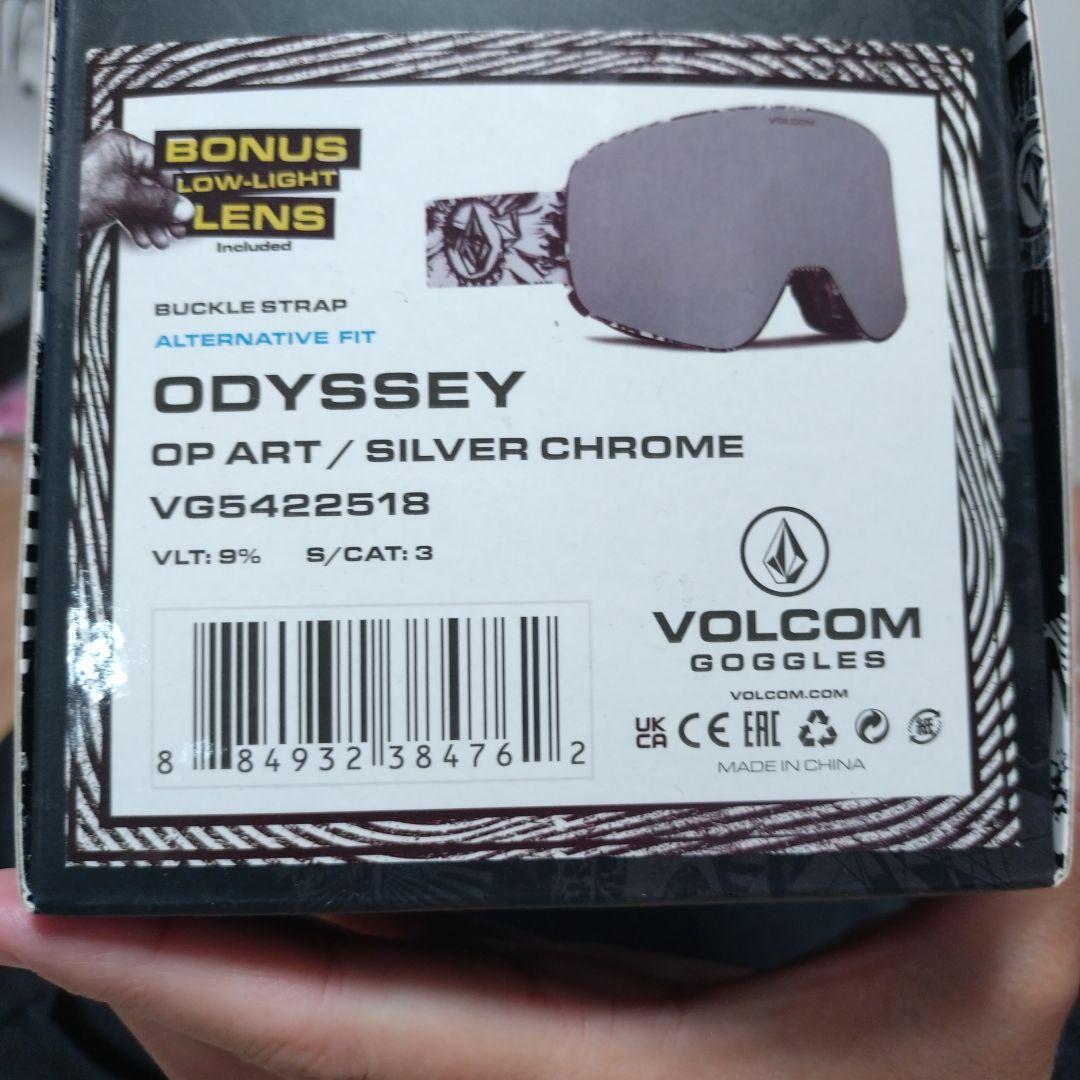 BONUS
LOW-LIGHT
LENS
Included
VOLCOM
BUCKLE STRAP
ALTERNATIVE FIT
ODYSSEY
OP ART / SILVER CHROME
VG5422518
VLT: 9% S/CAT: 3
VOLCOM
GOGGLES
VOLCOM.COM
UK
CA CE EAC 紙
MADE IN CHINA
8 84932 38476 2